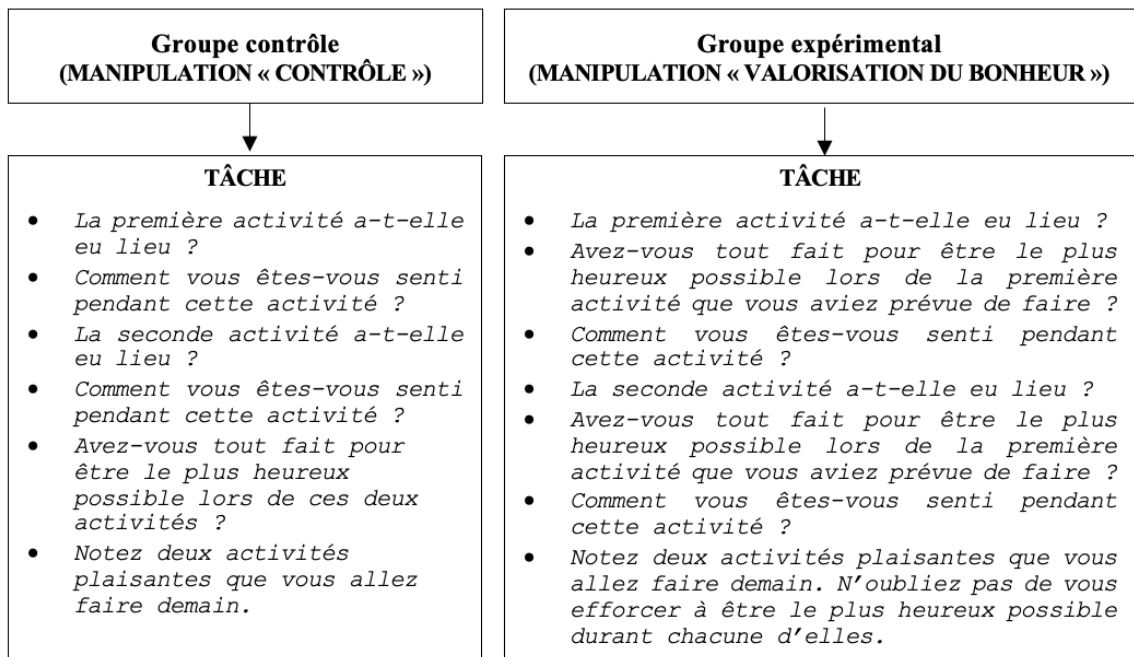 Groupe contrôle
(MANIPULATION « CONTRÔLE »)
TÂCHE
• La première activité a-t-elle
eu lieu ?
• Comment vous êtes-vous senti
pendant cette activité ?
• La seconde activité a-t-elle
eu lieu ?
• Comment vous êtes-vous senti
pendant cette activité ?
• Avez-vous tout fait pour
être le plus heureux
possible lors de ces deux
activités ?
• Notez deux activités
plaisantes que vous allez
faire demain.
Groupe expérimental
(MANIPULATION « VALORISATION DU BONHEUR »)
TÂCHE
• La première activité a-t-elle eu lieu ?
• Avez-vous tout fait pour être le plus
heureux possible lors de la première
activité que vous aviez prévue de faire ?
• Comment vous êtes-vous senti pendant
cette activité ?
• La seconde activité a-t-elle eu lieu ?
• Avez-vous tout fait pour être le plus
heureux possible lors de la première
activité que vous aviez prévue de faire ?
• Comment vous êtes-vous senti pendant
cette activité ?
• Notez deux activités plaisantes que vous
allez faire demain. N’oubliez pas de vous
efforcer à être le plus heureux possible
durant chacune d’elles.